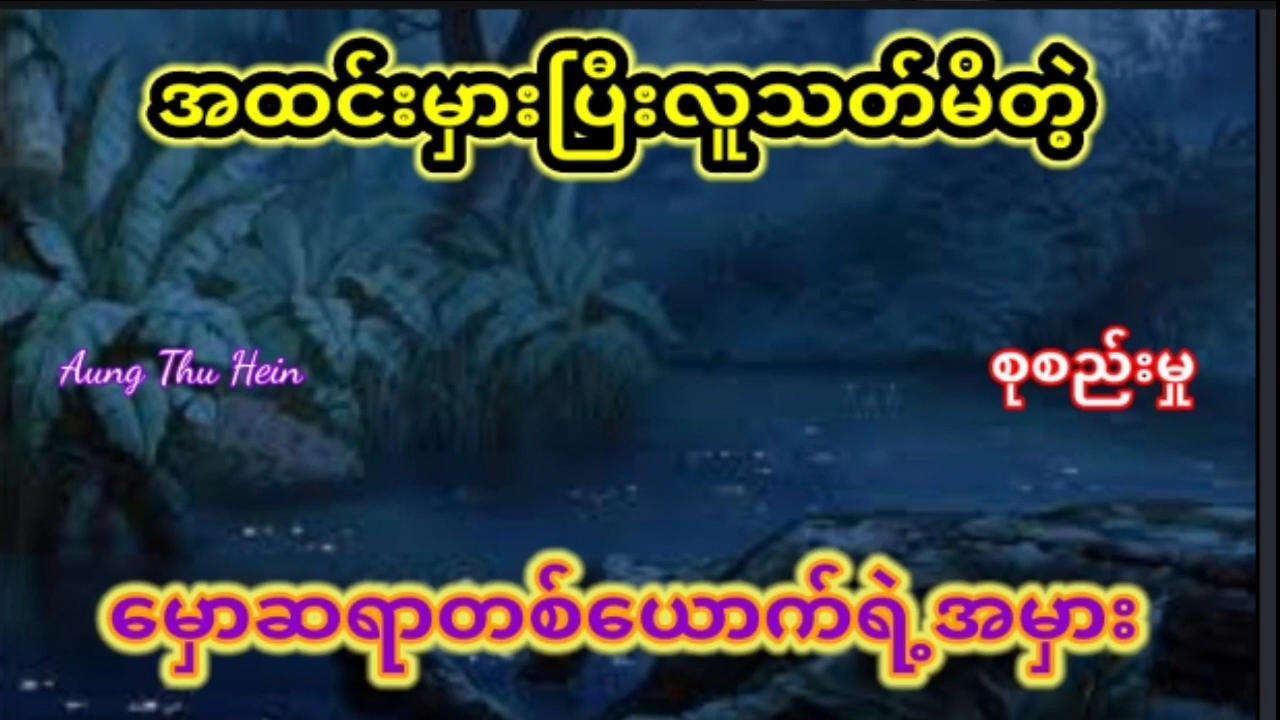 အထင်းမှားပြီးလူသတ်မိတဲ့
Aung Thu Hein
စုစည်းမှု
မှောဆရာတစ်ယောက်ရဲ့အမှား